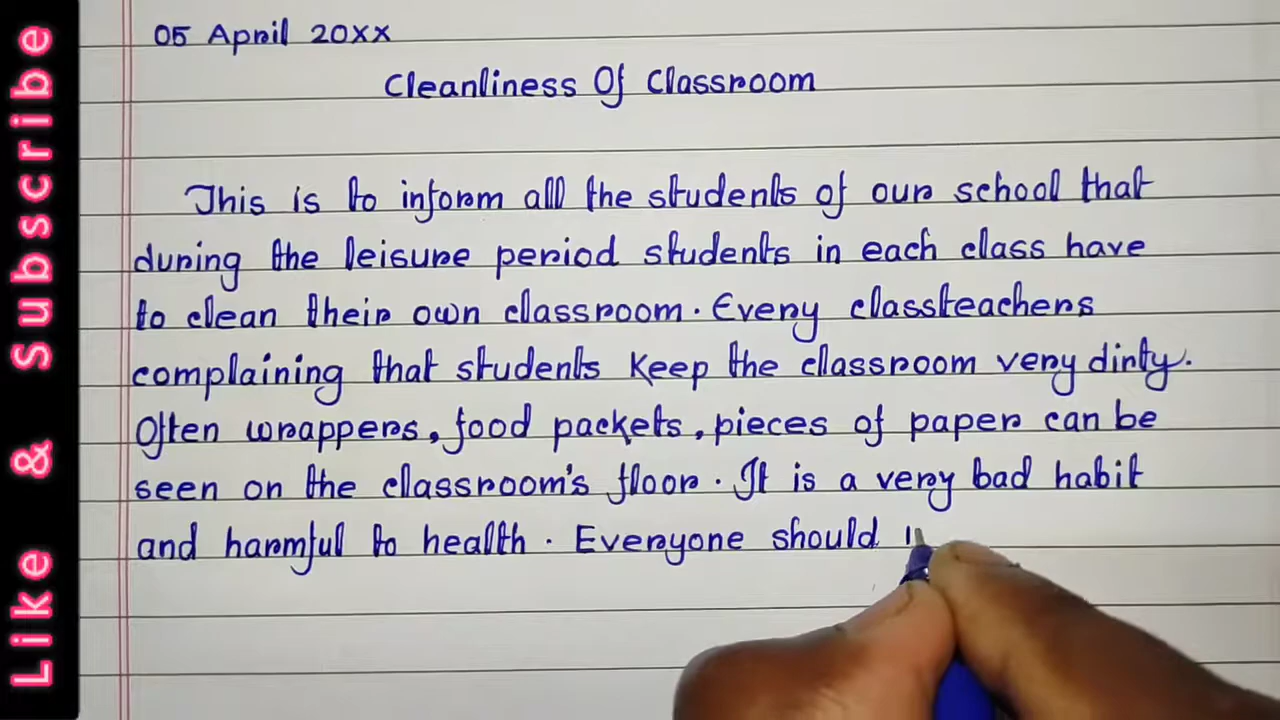 Like & Subscribe
05 April 20XX
Cleanliness Of Classroom
This is to inform all the students of our school that
during the leisure period students in each class have
to clean their own classroom. Every classteachers
complaining that students keep the classroom very dirty.
Often wrappers, food packets, pieces of paper can be
seen on the classroom's floor. It is a very bad habit
and harmful to health. Everyone should